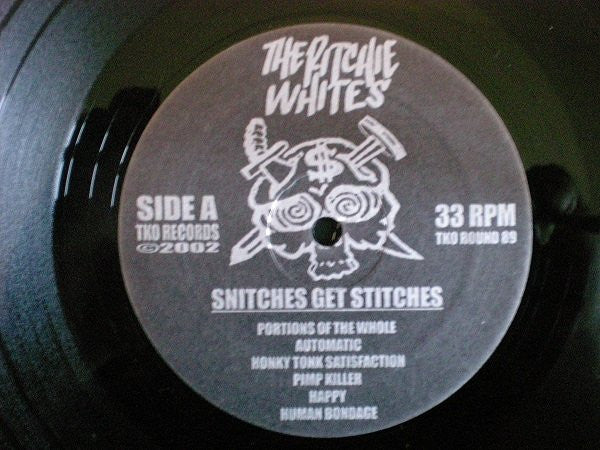 THE RITCHIE
WHITES
$
SIDE A
TKO RECORDS
©2002
33 RPM
TKO ROUND 89
SNITCHES GET STITCHES
PORTIONS OF THE WHOLE
AUTOMATIC
HONKY TONK SATISFACTION
PIMP KILLER
HAPPY
HUMAN BONDAGE